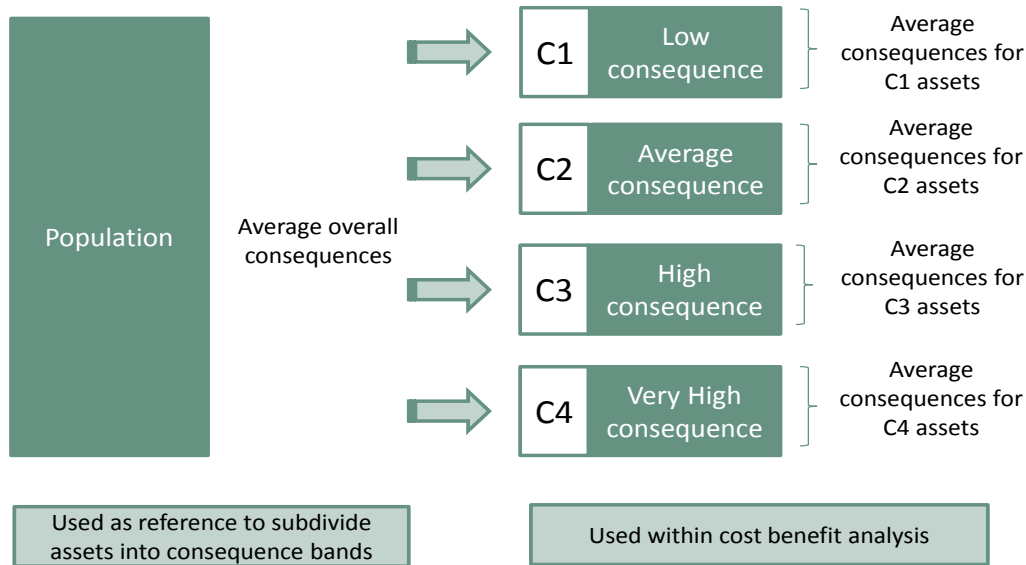 Population
Average overall
consequences
C1
Low
consequence
Average
consequences for
C1 assets
C2
Average
consequence
Average
consequences for
C2 assets
C3
High
consequence
Average
consequences for
C3 assets
C4
Very High
consequence
Average
consequences for
C4 assets
Used as reference to subdivide
assets into consequence bands
Used within cost benefit analysis